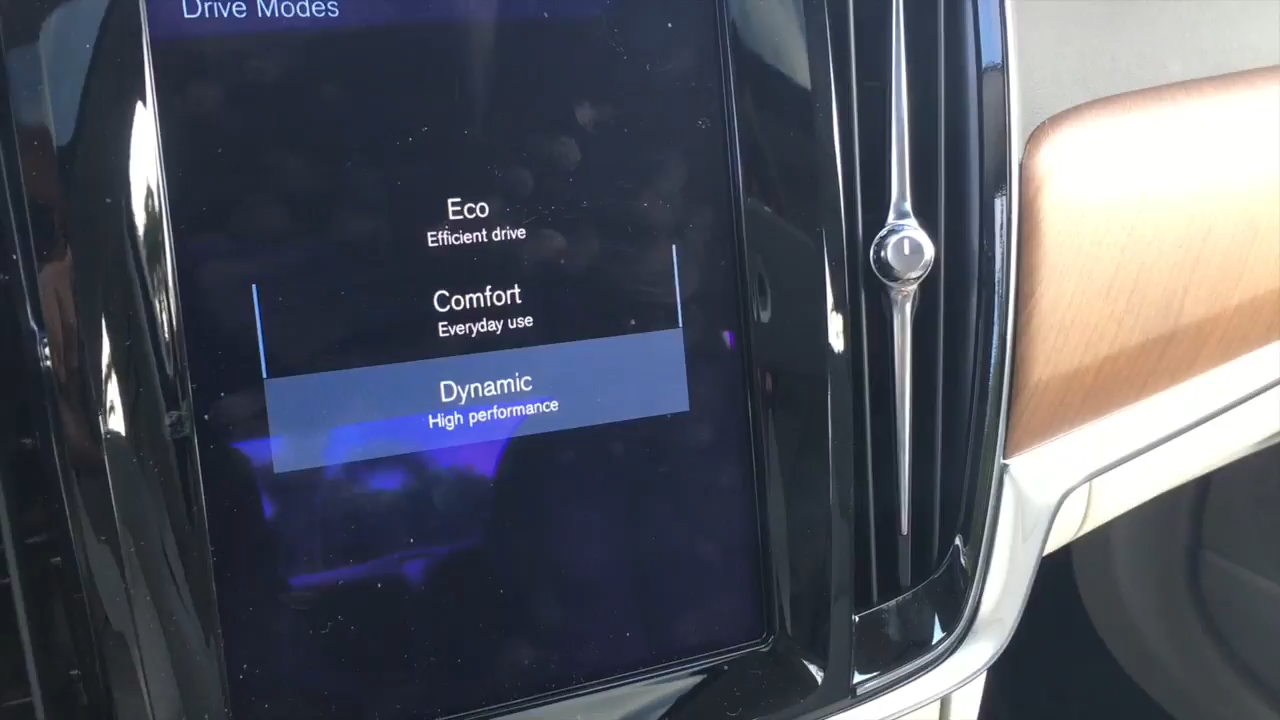 Drive Modes
Eco
Efficient drive
Comfort
Everyday use
Dynamic
High performance